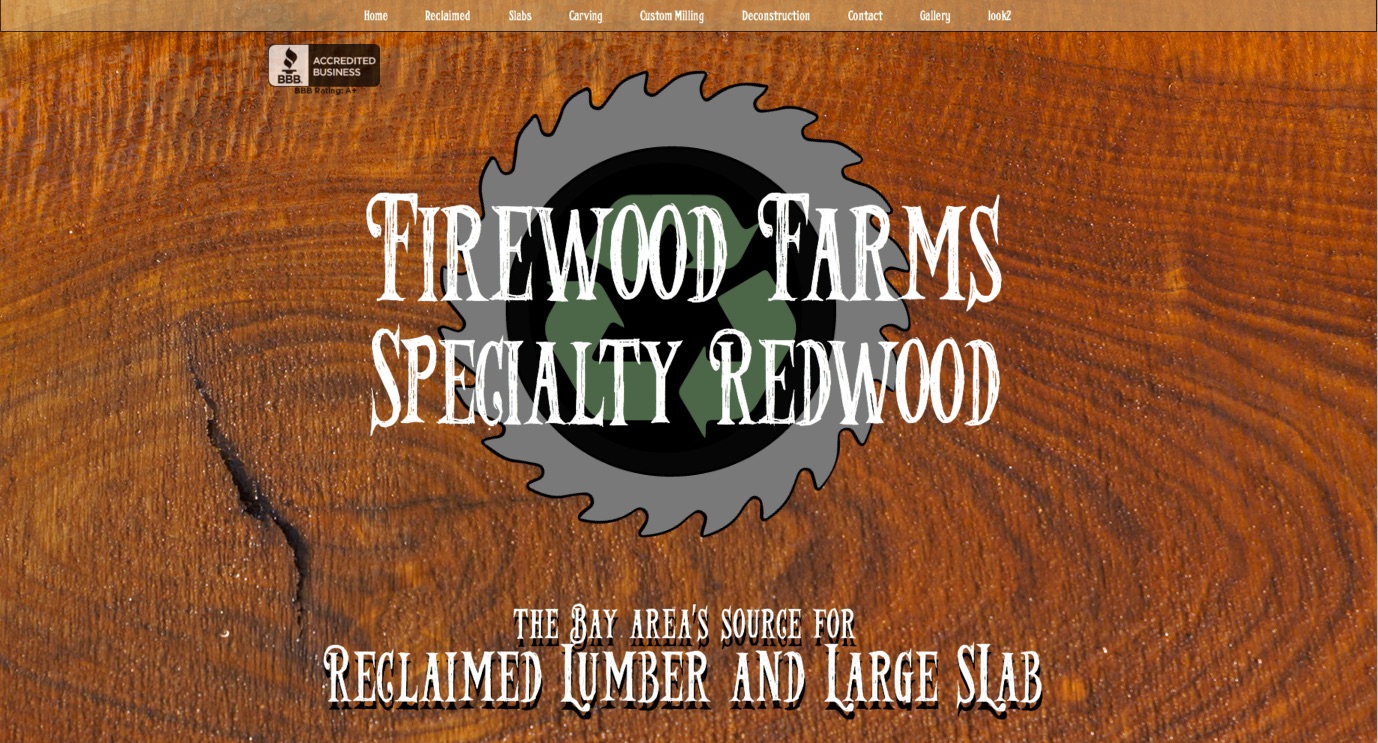 Home Reclaimed Slabs Carving Custom Milling Deconstruction Contact Gallery look2
BBB. ACCREDITED
BUSINESS
BBB Rating: A+
Firewood Farms
Specialty Redwood
the Bay area's source for
Reclaimed Lumber and Large SLab